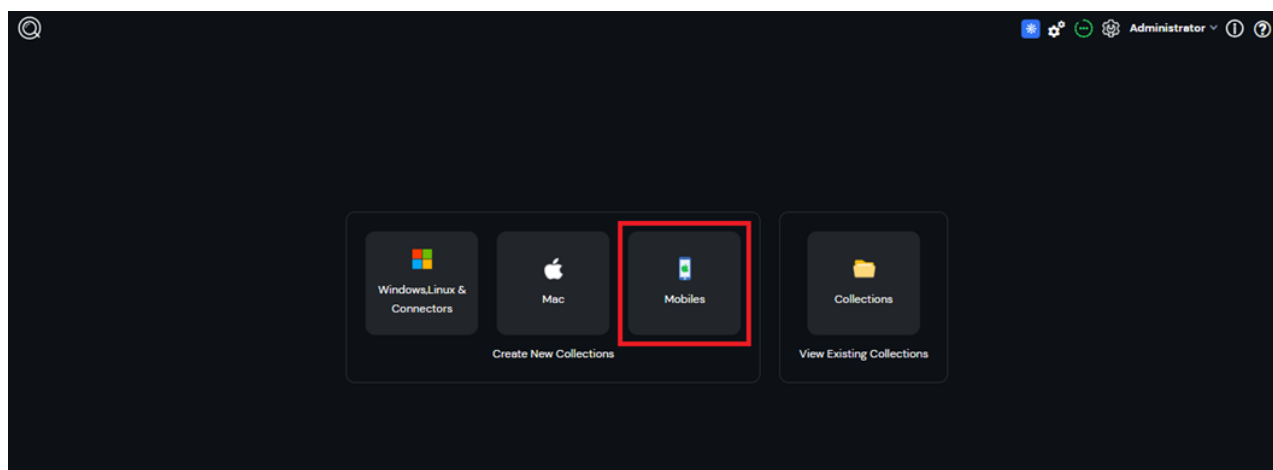 Administrator
Windows,Linux &
Connectors
Mac
Mobiles
Create New Collections
Collections
View Existing Collections